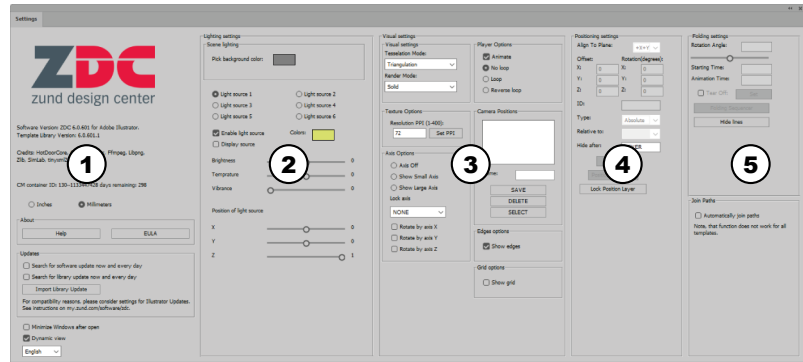 Settings
ZDC
zund design center
Software Version: ZDC 6.0.601 for Adobe Illustrator.
Template Library Version: 6.0.601.1
Credits: HotDoorCore, FFmpeg, Libpng,
Zlib, SimLab, tinyxml2
1
CM container ID: 130- days remaining: 298
Inches
Millimeters
About
Help
EULA
Updates
Search for software update now and every day
Search for library update now and every day
Import Library Update
For compatibility reasons, please consider settings for Illustrator Updates.
See instructions on my.zund.com/software/zdc.
Minimize Windows after open
Dynamic view
English
Lighting settings
Scene lighting
Pick background color:
Light source 1
Light source 2
Light source 3
Light source 4
Light source 5
Light source 6
Enable light source
Colors:
Display source
2
Brightness 0
Temprature 0
Vibrance 0
Position of light source
X 0
Y 0
Z 1
Visual settings
Visual settings
Tesselation Mode:
Triangulation
Render Mode:
Solid
Texture Options
Resolution PPI (1-400):
72
Set PPI
Axis Options
Axis Off
Show Small Axis
Show Large Axis
Lock axis
NONE
Rotate by axis X
Rotate by axis Y
Rotate by axis Z
3
Player Options
Animate
No loop
Loop
Reverse loop
Camera Positions
SAVE
DELETE
SELECT
Edges options
Show edges
Grid options
Show grid
Positioning settings
Align To Plane:
+X+Y
Offset:
Rotation(degrees):
X: 0 X: 0
Y: 0 Y: 0
Z: 0 Z: 0
ID:
Type:
Absolute
Relative to:
Hide after:
4
Lock Position Layer
Folding settings
Rotation Angle:
Starting Time:
Animation Time:
Tear Off:
Hide lines
5
Join Paths
Automatically join paths
Note, that function does not work for all
templates.